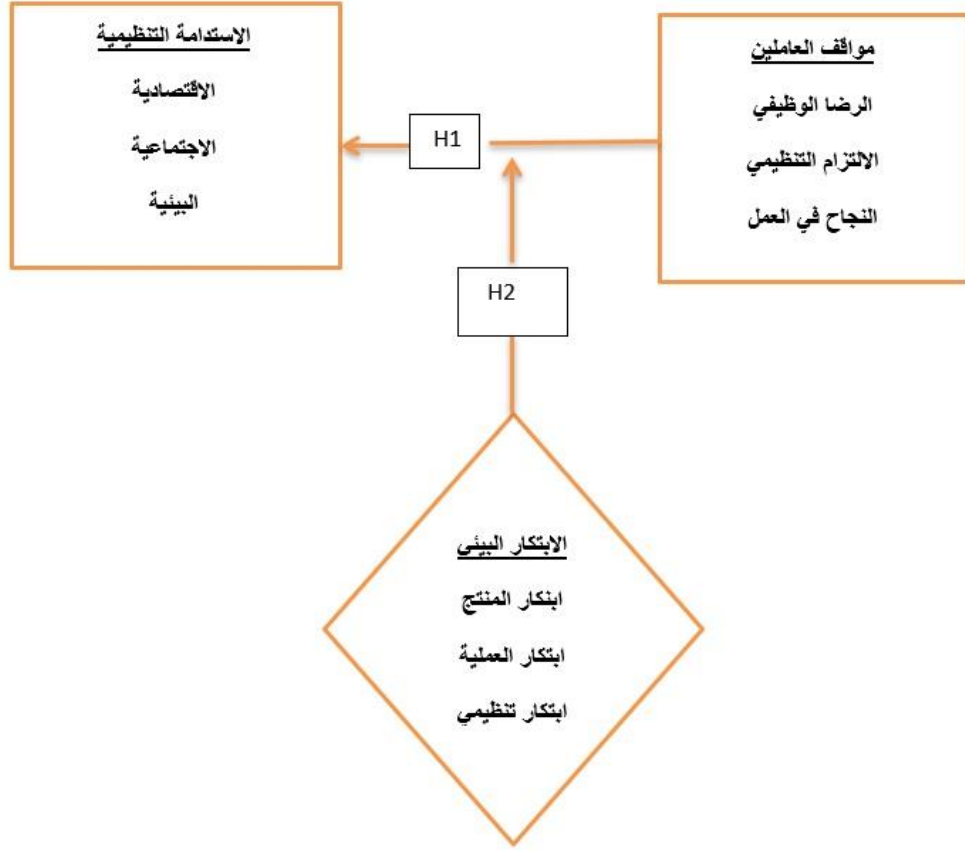 مواقف العاملين
الرضا الوظيفي
الالتزام التنظيمي
النجاح في العمل
H1
الاستدامة التنظيمية
الاقتصادية
الاجتماعية
البيئية
H2
الابتكار البيئي
ابتكار المنتج
ابتكار العملية
ابتكار تنظيمي